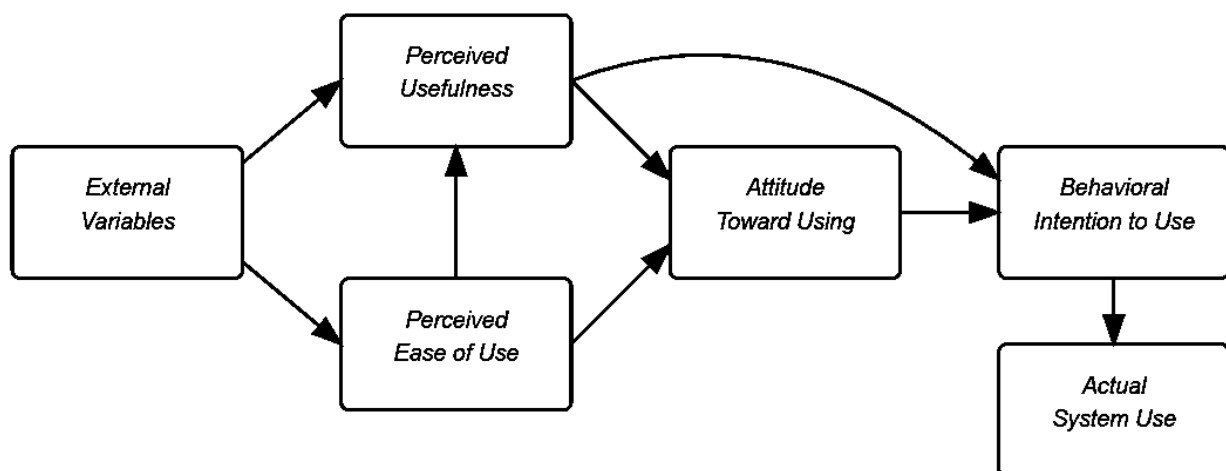 Perceived
Usefulness
External
Variables
Attitude
Toward Using
Behavioral
Intention to Use
Perceived
Ease of Use
Actual
System Use